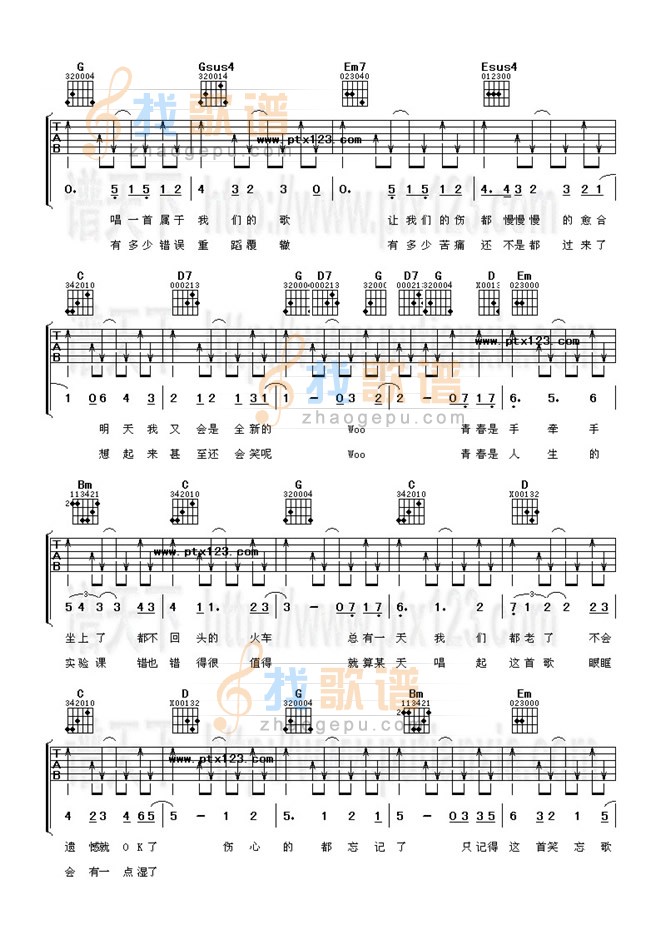 G Gsus4 Em7 Esus4
320004 320014 023040 012300
找歌谱
zhaogepu.com
www.ptx123.com
T A B
0. 5 1 5 1 2 4 3 2 3 0 0. 5 1 5 1 2 4. 4 3 2 3 2 1
唱一首属于我们的歌 让我们的伤都慢慢慢的愈合
有多少错误重蹈覆辙 有多少苦痛还不是都过来了
C D7 G D7 G D7 G D Em
342010 000213 320004 000213 320004 000213 320004 X00132 023000
www.ptx123.com
T A B
找歌谱
zhaogepu.com
1 0 6 4 3 2 1 2 1 3 1 1 - 0 3 2 2 - 0 7 1 7 6. 5. 6
明天我又会是全新的 Woo 青春是手牵手
想起来甚至还会笑呢 Woo 青春是人生的
Bm C G C D
2 113421 342010 320004 342010 X00132
www.ptx123.com
T A B
5 4 3 3 4 3 4 1 1. 2 3 3 - 0 7 1 7 6. 1. 2 7 1 2 2 2 3
坐上了都不回头的火车 总有一天我们都老了不会
实验课错也错得很值得 就算某天唱起这首歌眼眶
找歌谱
zhaogepu.com
C D G Bm Em
342010 X00132 320004 2 113421 023000
www.ptx123.com
T A B
4 2 3 4 6 5 5 - 1 2 5. 1 2 1 2 5 - 0 3 3 5 5. 1 2 3
遗憾就OK了 伤心的都忘记了 只记得这首笑忘歌
会有一点湿了